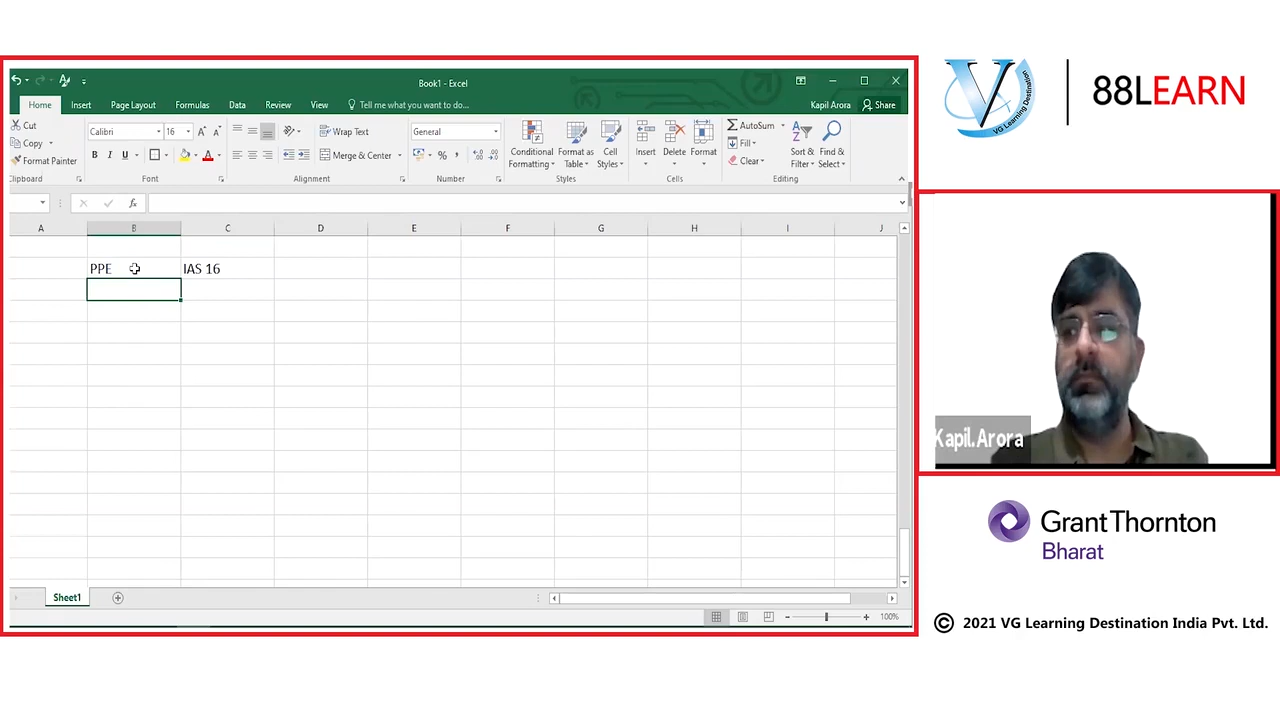 Book1 - Excel
Home Insert Page Layout Formulas Data Review View Tell me what you want to do... Kapil Arora Share
Cut
Copy
Format Painter
Clipboard
Calibri 16
B I U
Font
Wrap Text
Merge & Center
Alignment
General
Number
Conditional Formatting
Format as Table
Cell Styles
Styles
Insert Delete Format
Cells
AutoSum
Fill
Clear
Sort & Filter
Find & Select
Editing
fx
A B C D E F G H I J
PPE IAS 16
Sheet1
100%
V
VG Learning Destination
88LEARN
Kapil.Arora
Grant Thornton
Bharat
© 2021 VG Learning Destination India Pvt. Ltd.